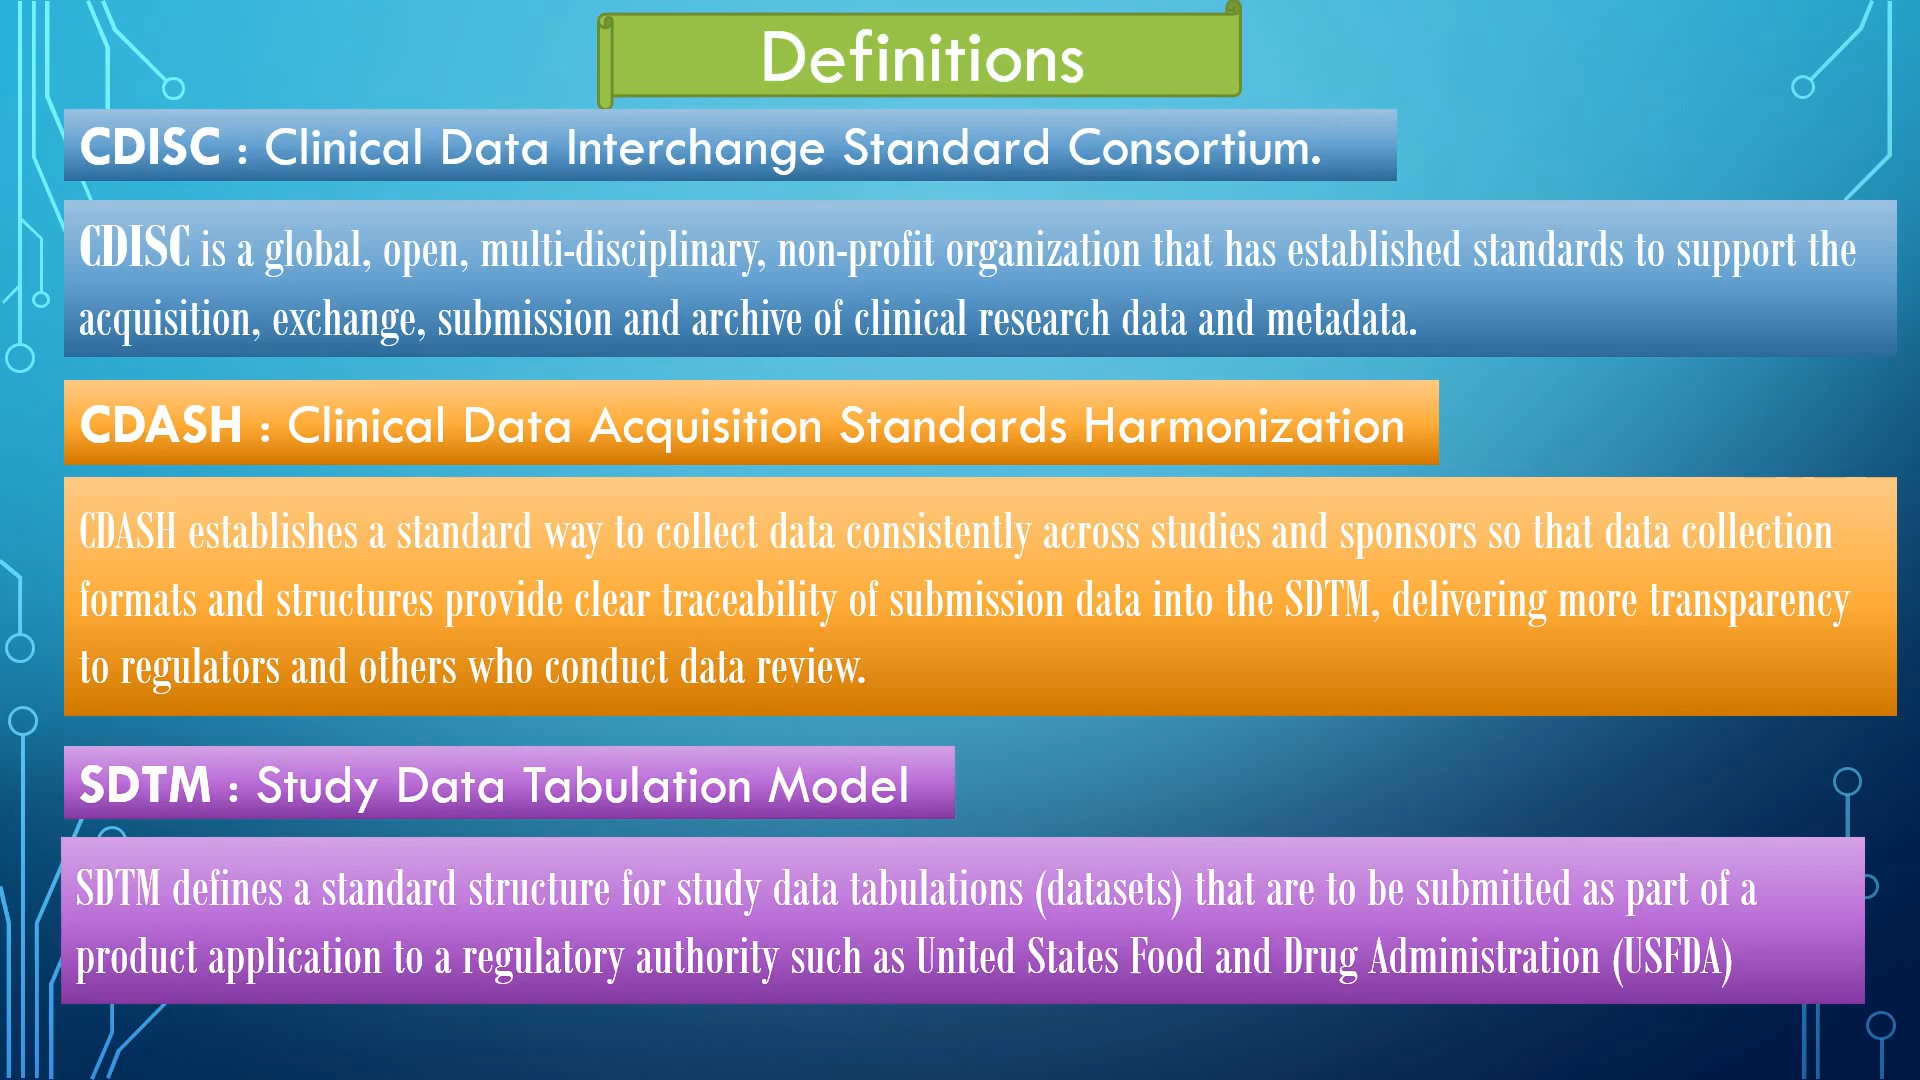 Definitions
CDISC : Clinical Data Interchange Standard Consortium.
CDISC is a global, open, multi-disciplinary, non-profit organization that has established standards to support the
acquisition, exchange, submission and archive of clinical research data and metadata.
CDASH : Clinical Data Acquisition Standards Harmonization
CDASH establishes a standard way to collect data consistently across studies and sponsors so that data collection
formats and structures provide clear traceability of submission data into the SDTM, delivering more transparency
to regulators and others who conduct data review.
SDTM : Study Data Tabulation Model
SDTM defines a standard structure for study data tabulations (datasets) that are to be submitted as part of a
product application to a regulatory authority such as United States Food and Drug Administration (USFDA)